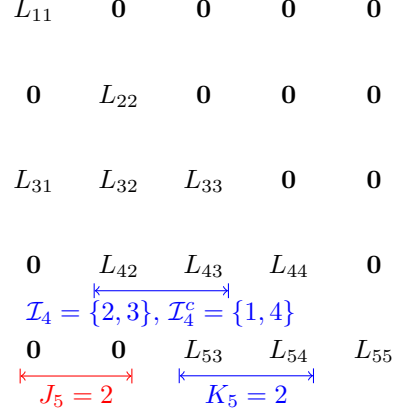 L₁₁ 0 0 0 0
0 L₂₂ 0 0 0
L₃₁ L₃₂ L₃₃ 0 0
0 L₄₂ L₄₃ L₄₄ 0
𝓘₄ = {2, 3}, 𝓘₄ᶜ = {1, 4}
0 0 L₅₃ L₅₄ L₅₅
J₅ = 2 K₅ = 2